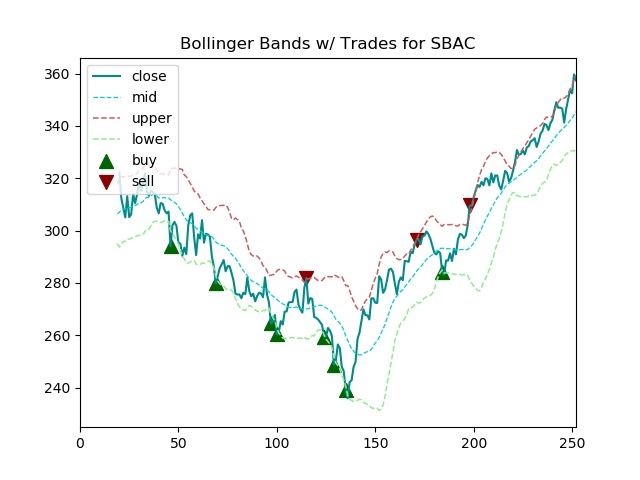 Bollinger Bands w/ Trades for SBAC
360
340
320
300
280
260
240
close
mid
upper
lower
buy
sell
0 50 100 150 200 250